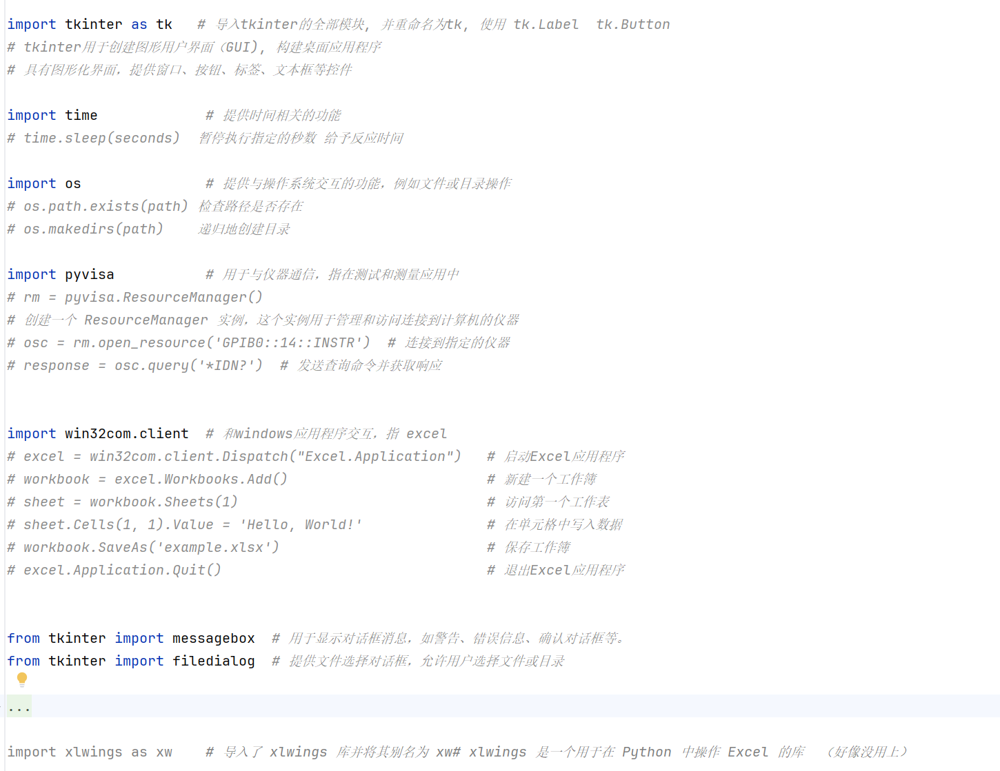 import tkinter as tk   # 导入tkinter的全部模块, 并重命名为tk, 使用 tk.Label  tk.Button
# tkinter用于创建图形用户界面（GUI）, 构建桌面应用程序
# 具有图形化界面，提供窗口、按钮、标签、文本框等控件
import time             # 提供时间相关的功能
# time.sleep(seconds)  暂停执行指定的秒数 给予反应时间
import os               # 提供与操作系统交互的功能，例如文件或目录操作
# os.path.exists(path) 检查路径是否存在
# os.makedirs(path)    递归地创建目录
import pyvisa           # 用于与仪器通信，指在测试和测量应用中
# rm = pyvisa.ResourceManager()
# 创建一个 ResourceManager 实例，这个实例用于管理和访问连接到计算机的仪器
# osc = rm.open_resource('GPIB0::14::INSTR')  # 连接到指定的仪器
# response = osc.query('*IDN?')  # 发送查询命令并获取响应
import win32com.client  # 和windows应用程序交互，指 excel
# excel = win32com.client.Dispatch("Excel.Application")   # 启动Excel应用程序
# workbook = excel.Workbooks.Add()                        # 新建一个工作簿
# sheet = workbook.Sheets(1)                              # 访问第一个工作表
# sheet.Cells(1, 1).Value = 'Hello, World!'               # 在单元格中写入数据
# workbook.SaveAs('example.xlsx')                         # 保存工作簿
# excel.Application.Quit()                                # 退出Excel应用程序
from tkinter import messagebox  # 用于显示对话框消息，如警告、错误信息、确认对话框等。
from tkinter import filedialog  # 提供文件选择对话框，允许用户选择文件或目录
...
import xlwings as xw    # 导入了 xlwings 库并将其别名为 xw# xlwings 是一个用于在 Python 中操作 Excel 的库  （好像没用上）